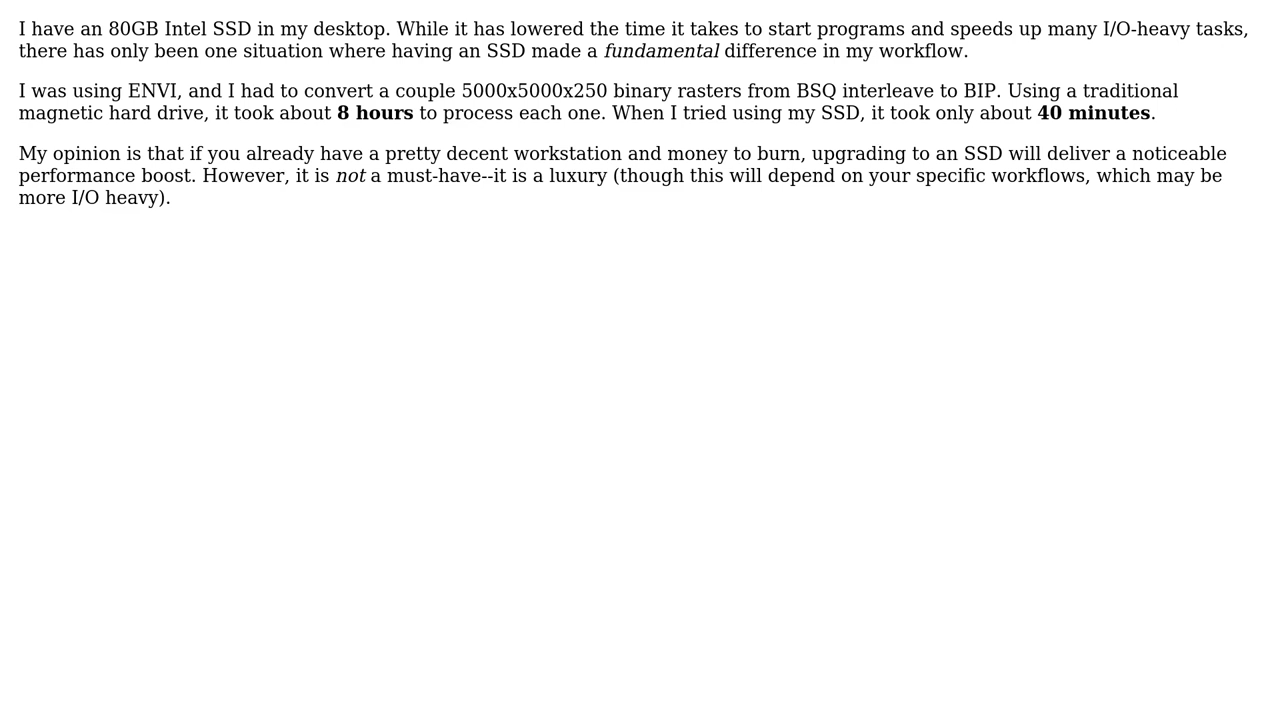 I have an 80GB Intel SSD in my desktop. While it has lowered the time it takes to start programs and speeds up many I/O-heavy tasks,
there has only been one situation where having an SSD made a fundamental difference in my workflow.
I was using ENVI, and I had to convert a couple 5000x5000x250 binary rasters from BSQ interleave to BIP. Using a traditional
magnetic hard drive, it took about 8 hours to process each one. When I tried using my SSD, it took only about 40 minutes.
My opinion is that if you already have a pretty decent workstation and money to burn, upgrading to an SSD will deliver a noticeable
performance boost. However, it is not a must-have--it is a luxury (though this will depend on your specific workflows, which may be
more I/O heavy).